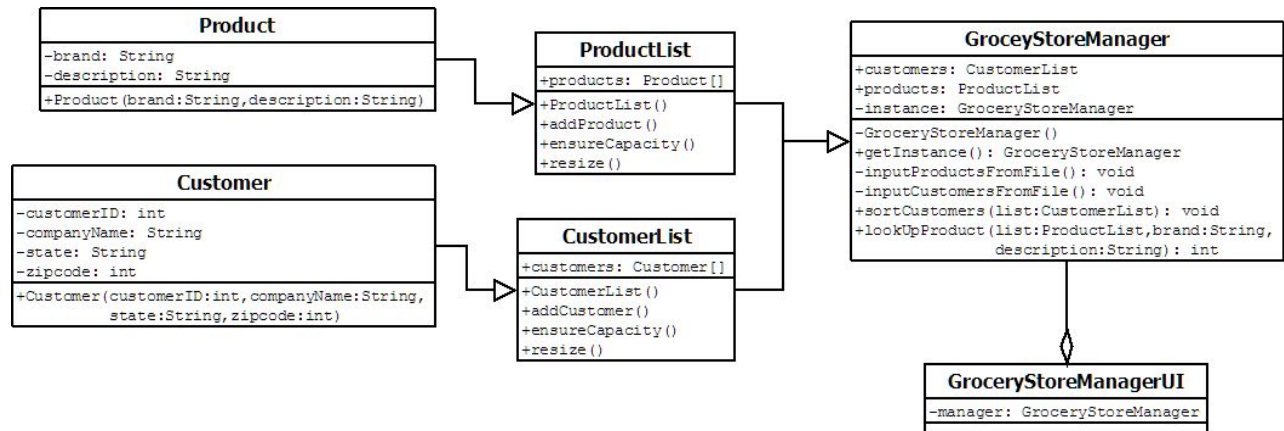 Product
-brand: String
-description: String
+Product(brand:String,description:String)
ProductList
+products: Product[]
+ProductList()
+addProduct()
+ensureCapacity()
+resize()
GroceyStoreManager
+customers: CustomerList
+products: ProductList
-instance: GroceryStoreManager
-GroceryStoreManager()
+getInstance(): GroceryStoreManager
-inputProductsFromFile(): void
-inputCustomersFromFile(): void
+sortCustomers(list:CustomerList): void
+lookUpProduct(list:ProductList,brand:String,
description:String): int
Customer
-customerID: int
-companyName: String
-state: String
-zipcode: int
+Customer(customerID:int,companyName:String,
state:String,zipcode:int)
CustomerList
+customers: Customer[]
+CustomerList()
+addCustomer()
+ensureCapacity()
+resize()
GroceryStoreManagerUI
-manager: GroceryStoreManager